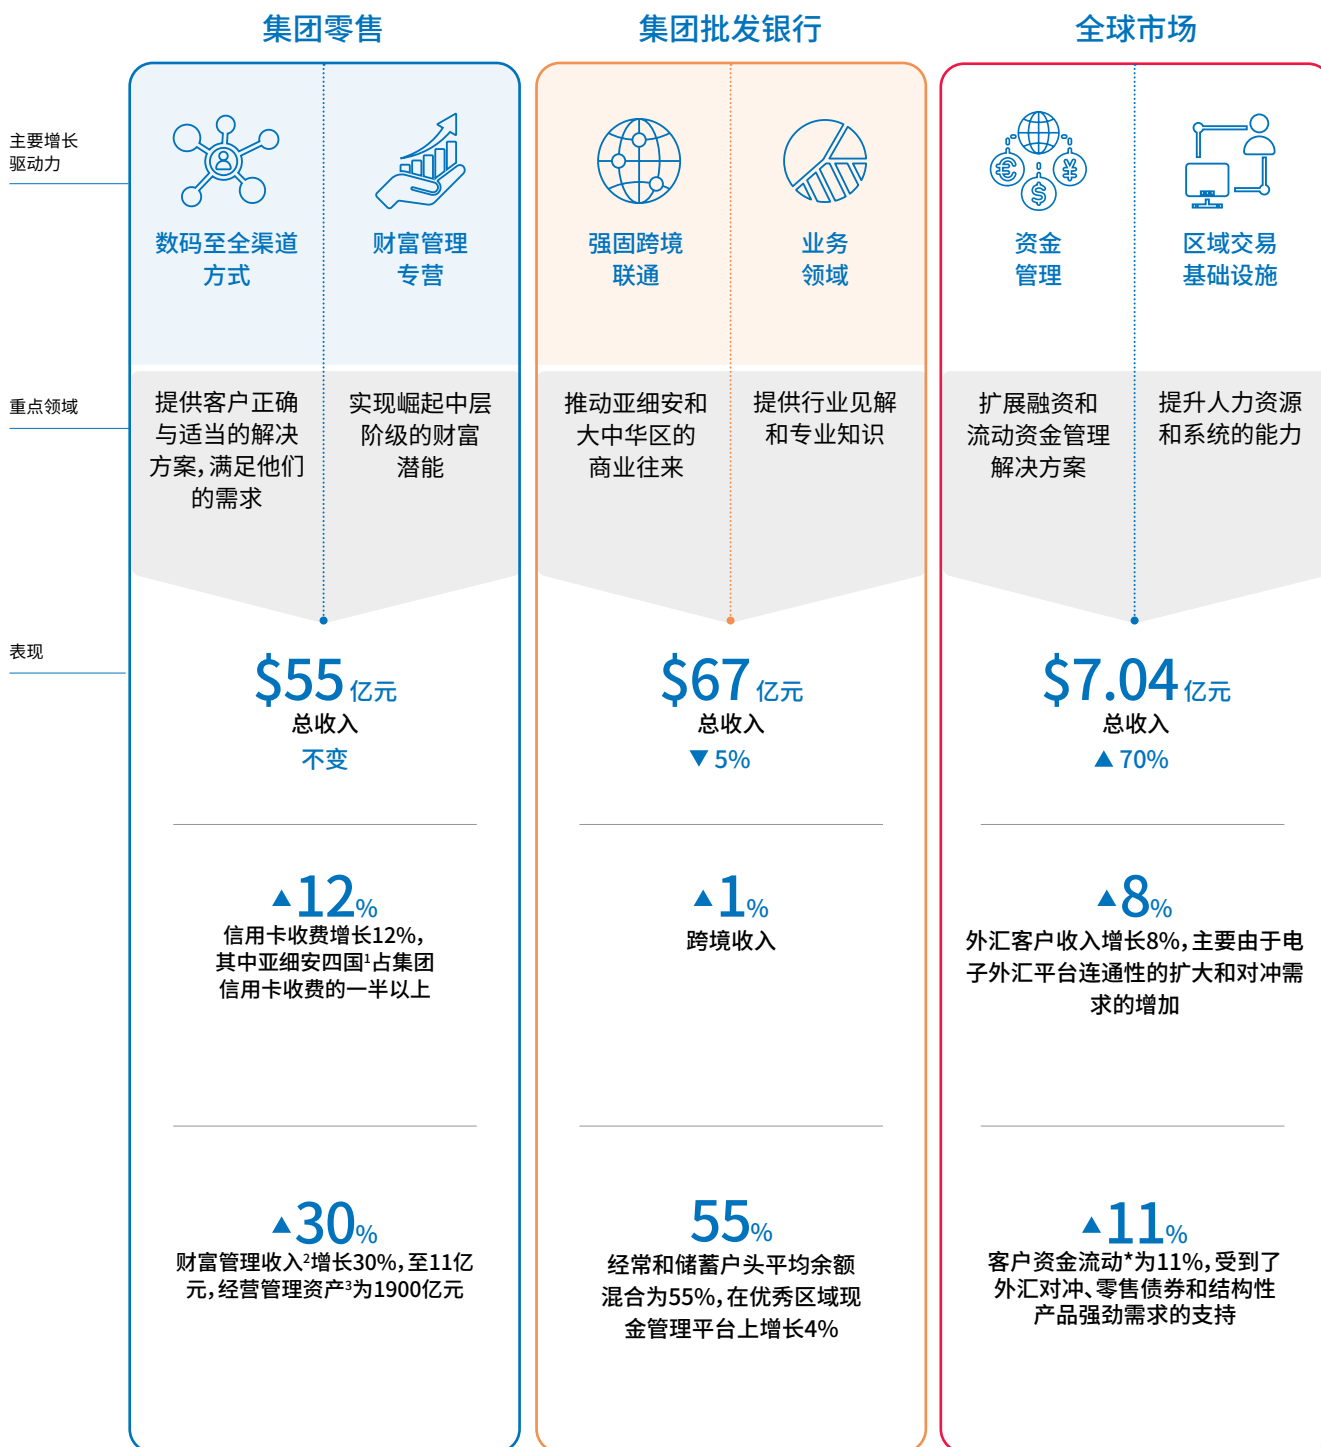 集团零售
集团批发银行
全球市场
主要增长
驱动力
数码至全渠道
方式
财富管理
专营
强固跨境
联通
业务
领域
资金
管理
区域交易
基础设施
重点领域
提供客户正确
与适当的解决
方案,满足他们
的需求
实现崛起中层
阶级的财富
潜能
推动亚细安和
大中华区的
商业往来
提供行业见解
和专业知识
扩展融资和
流动资金管理
解决方案
提升人力资源
和系统的能力
表现
$55 亿元
总收入
不变
$67 亿元
总收入
▼ 5%
$7.04 亿元
总收入
▲ 70%
▲12%
信用卡收费增长12%,
其中亚细安四国¹占集团
信用卡收费的一半以上
▲1%
跨境收入
▲8%
外汇客户收入增长8%,主要由于电
子外汇平台连通性的扩大和对冲需
求的增加
▲30%
财富管理收入²增长30%,至11亿
元,经营管理资产³为1900亿元
55%
经常和储蓄户头平均余额
混合为55%,在优秀区域现
金管理平台上增长4%
▲11%
客户资金流动*为11%,受到了
外汇对冲、零售债券和结构性
产品强劲需求的支持